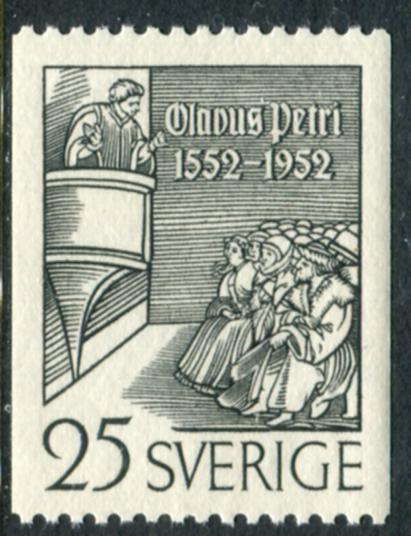 Olavus Petri
1552-1952
25 SVERIGE